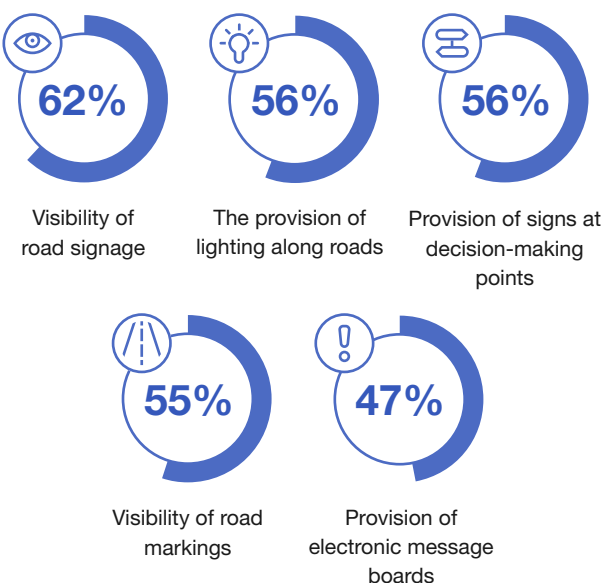 62%
Visibility of
road signage
56%
The provision of
lighting along roads
56%
Provision of signs at
decision-making
points
55%
Visibility of road
markings
47%
Provision of
electronic message
boards